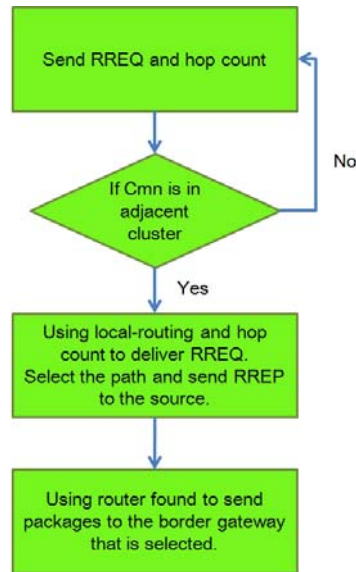 Send RREQ and hop count
No
If Cmn is in
adjacent
cluster
Yes
Using local-routing and hop
count to deliver RREQ.
Select the path and send RREP
to the source.
Using router found to send
packages to the border gateway
that is selected.